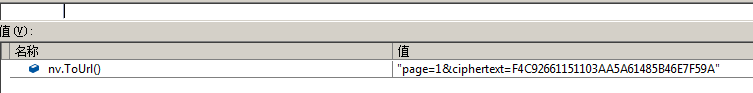 值(V):
名称 值
nv.ToUrl() "page=1&ciphertext=F4C92661151103AA5A61485B46E7F59A"